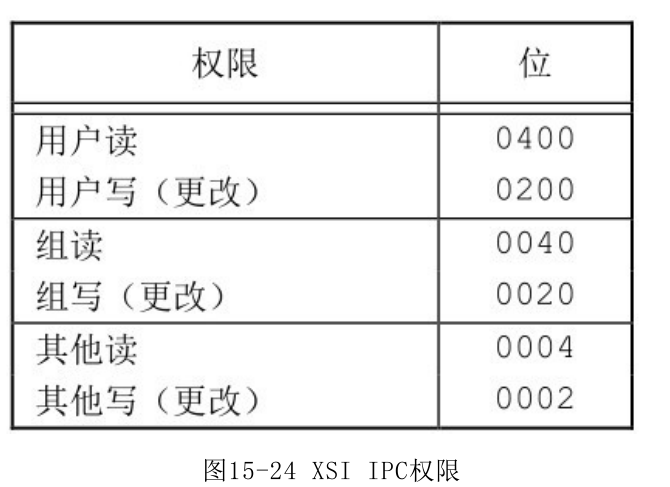 权限 位
用户读 0400
用户写（更改） 0200
组读 0040
组写（更改） 0020
其他读 0004
其他写（更改） 0002
图15-24 XSI IPC权限